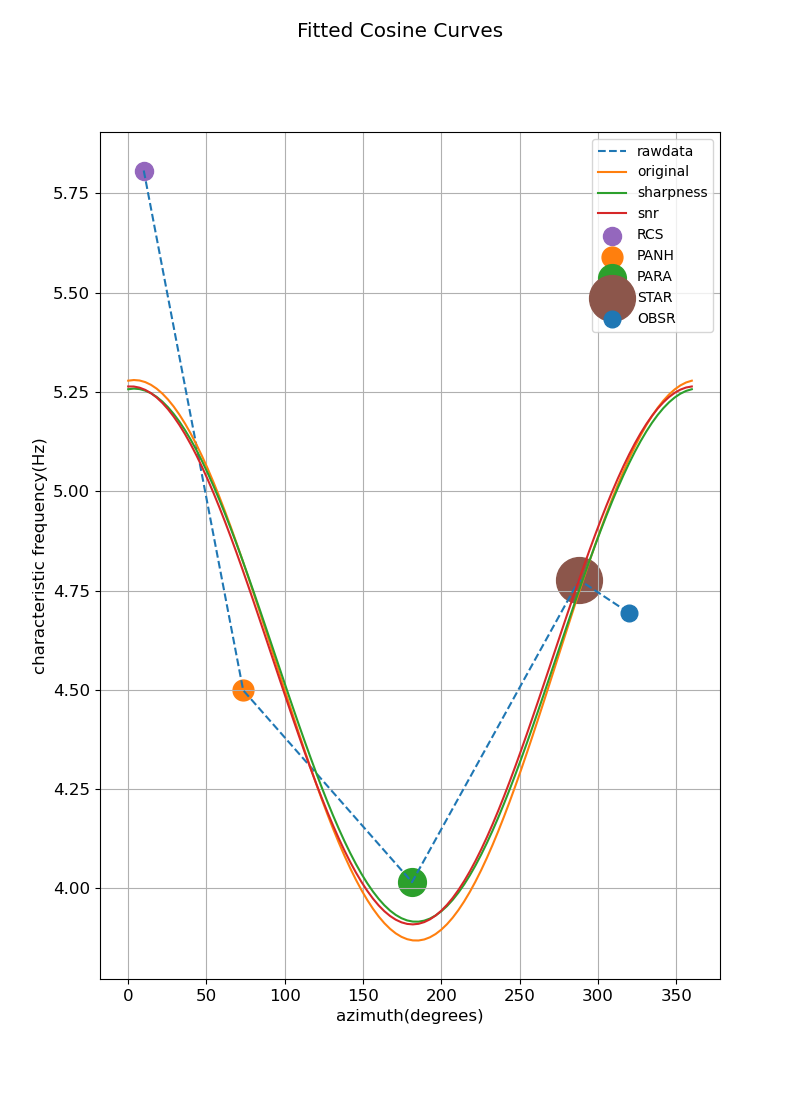 Fitted Cosine Curves
rawdata
original
sharpness
snr
RCS
PANH
PARA
STAR
OBSR
5.75
5.50
5.25
5.00
4.75
4.50
4.25
4.00
characteristic frequency(Hz)
0 50 100 150 200 250 300 350
azimuth(degrees)